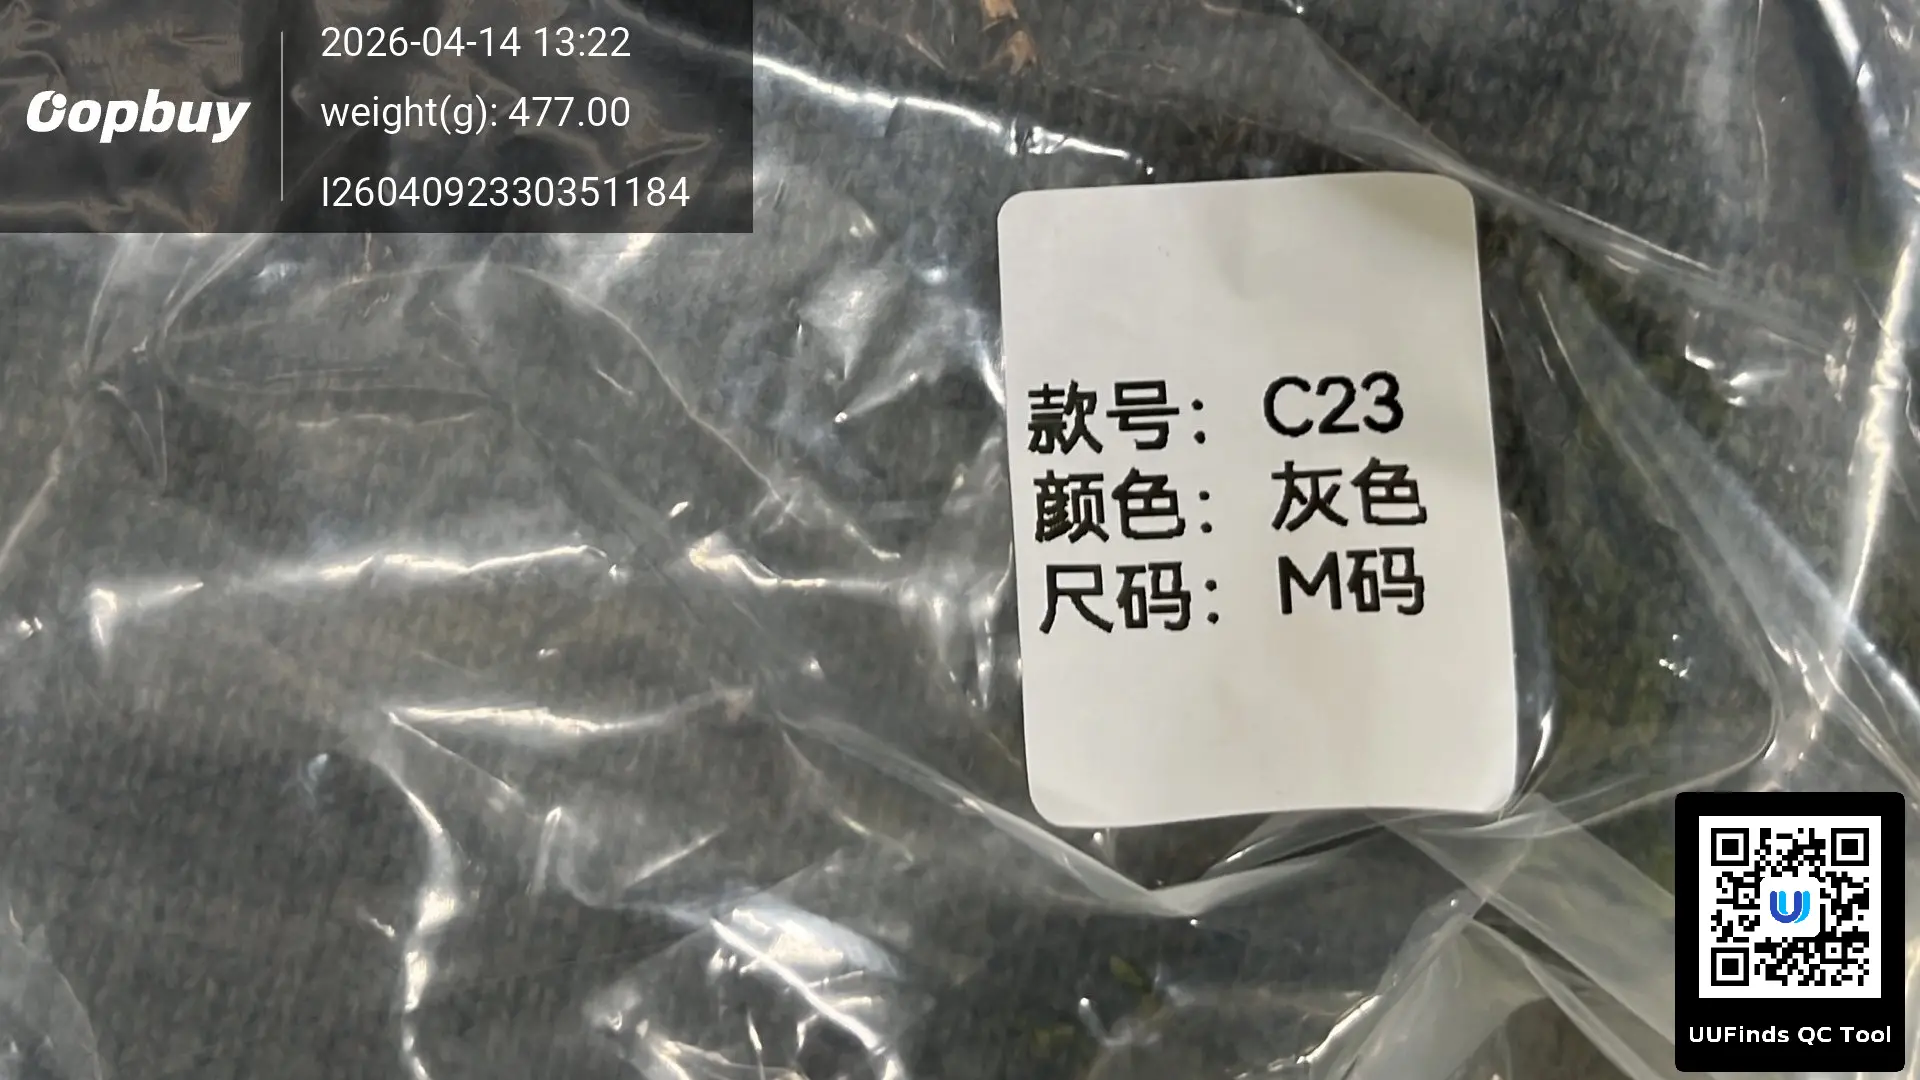 2026-04-14 13:22
Oopbuy
weight(g): 477.00
I2604092330351184
款号: C23
颜色: 灰色
尺码: M码
UUFinds QC Tool